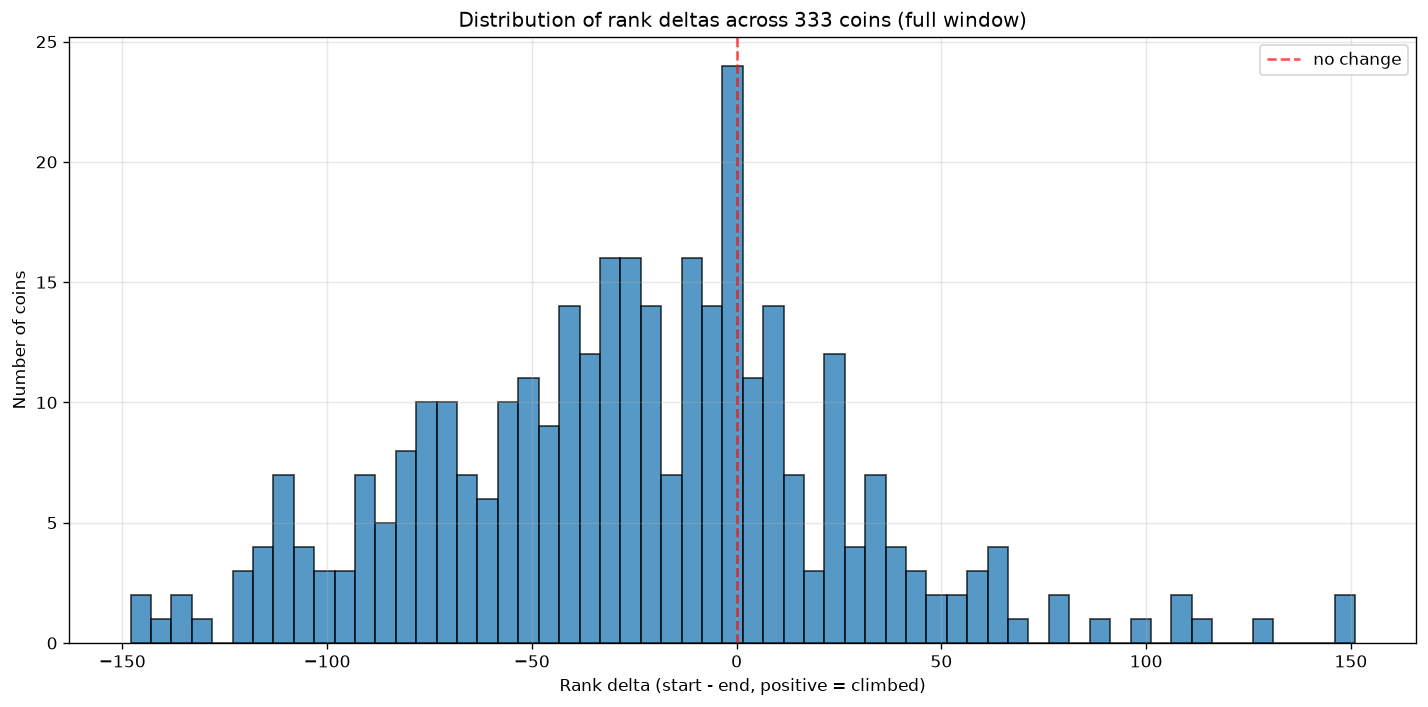 Distribution of rank deltas across 333 coins (full window)
no change
Number of coins
25
20
15
10
5
0
−150 −100 −50 0 50 100 150
Rank delta (start - end, positive = climbed)